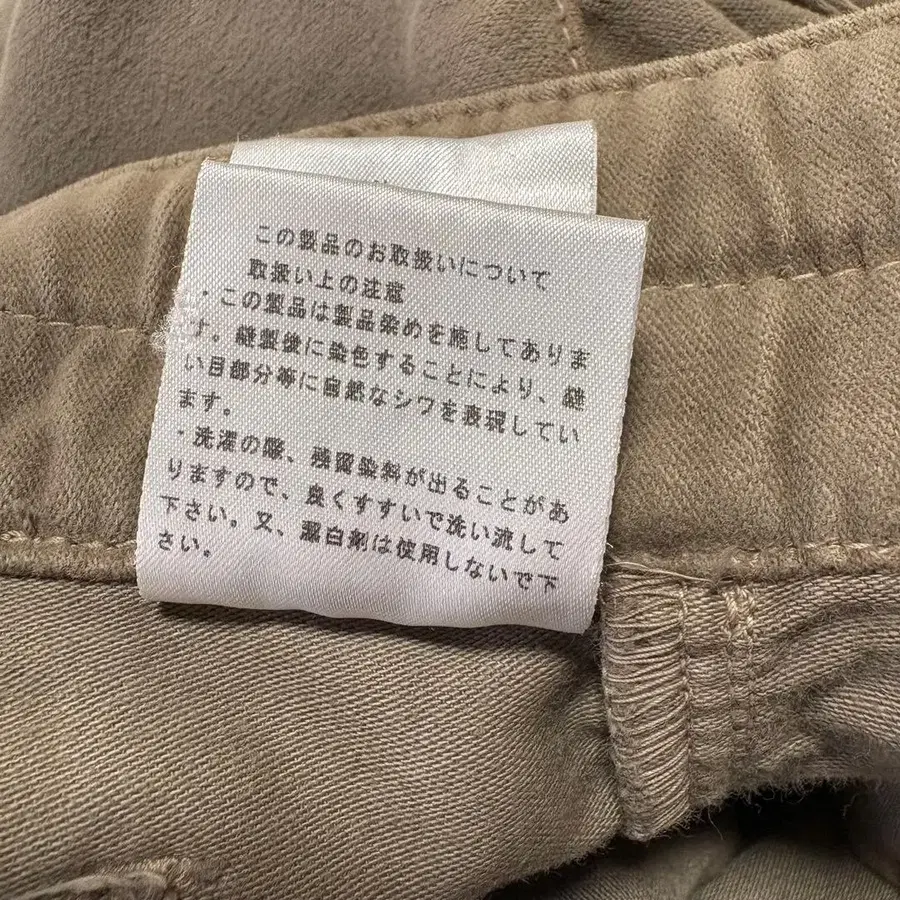 この製品のお取扱いについて
取扱い上の注意
・この製品は製品染めを施してありま
す。縫製後に染色することにより、縫
い目部分等に自然なシワを表現してい
ます。
・洗濯の際、残留染料が出ることがあ
りますので、良くすすいで洗い流して
下さい。又、漂白剤は使用しないで下
さい。